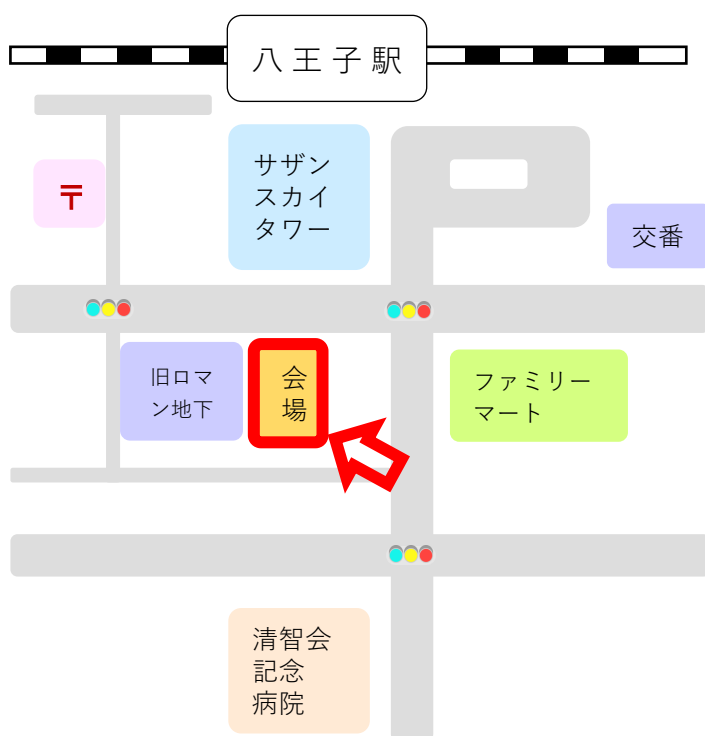 八王子駅
サザン
スカイ
タワー
〒
交番
旧ロマ
ン地下
会
場
ファミリー
マート
清智会
記念
病院